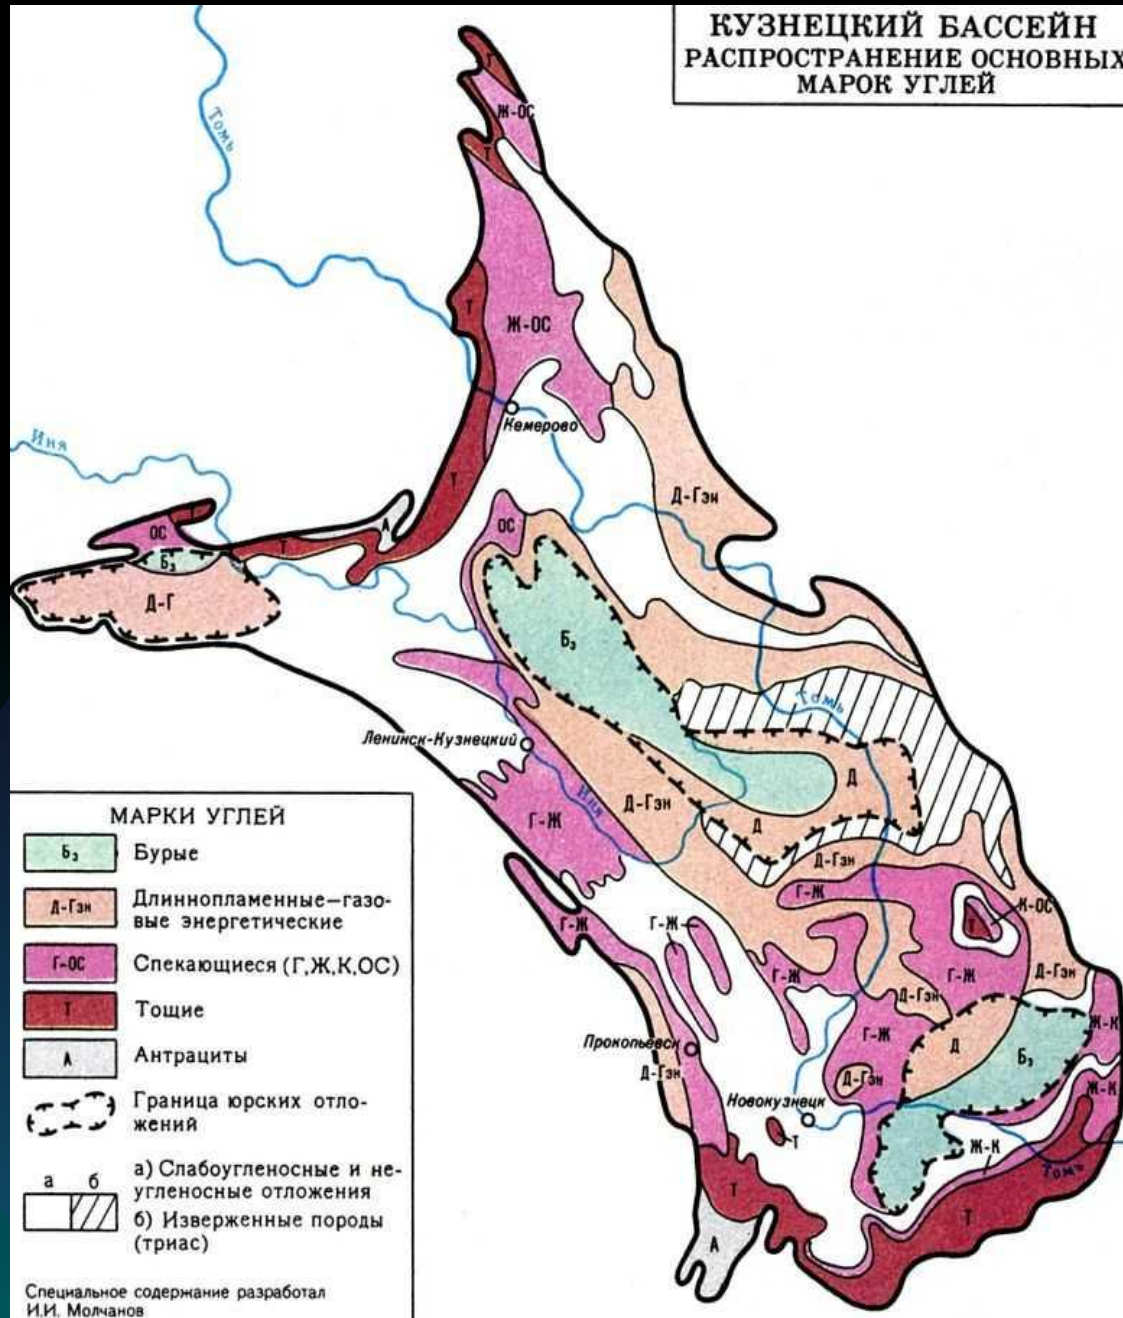 КУЗНЕЦКИЙ БАССЕЙН
РАСПРОСТРАНЕНИЕ ОСНОВНЫХ
МАРОК УГЛЕЙ
Т
Ж-ОС
Т
Томь
Т
Ж-ОС
Кемерово
Иня
Т
Д-Гэн
А
ОС
Т
ОС
Т
Б₃
Д-Г
Б₃
Томь
Ленинск-Кузнецкий
Иня
Д-Гэн
Д
Д
Г-Ж
Д-Гэн
Г-Ж
К-ОС
Т
Г-Ж
Г-Ж
Г-Ж
Г-Ж
Д-Гэн
Д-Гэн
Г-Ж
Ж-К
Д
Б₃
Прокопьевск
Д-Гэн
Д-Гэн
Ж-К
Новокузнецк
Т
Ж-К
Томь
Т
Т
А
МАРКИ УГЛЕЙ
Б₃ Бурые
Д-Гэн Длиннопламенные—газо-
вые энергетические
Г-ОС Спекающиеся (Г,Ж,К,ОС)
Т Тощие
А Антрациты
Граница юрских отло-
жений
а б а) Слабоугленосные и не-
угленосные отложения
б) Изверженные породы
(триас)
Специальное содержание разработал
И.И. Молчанов